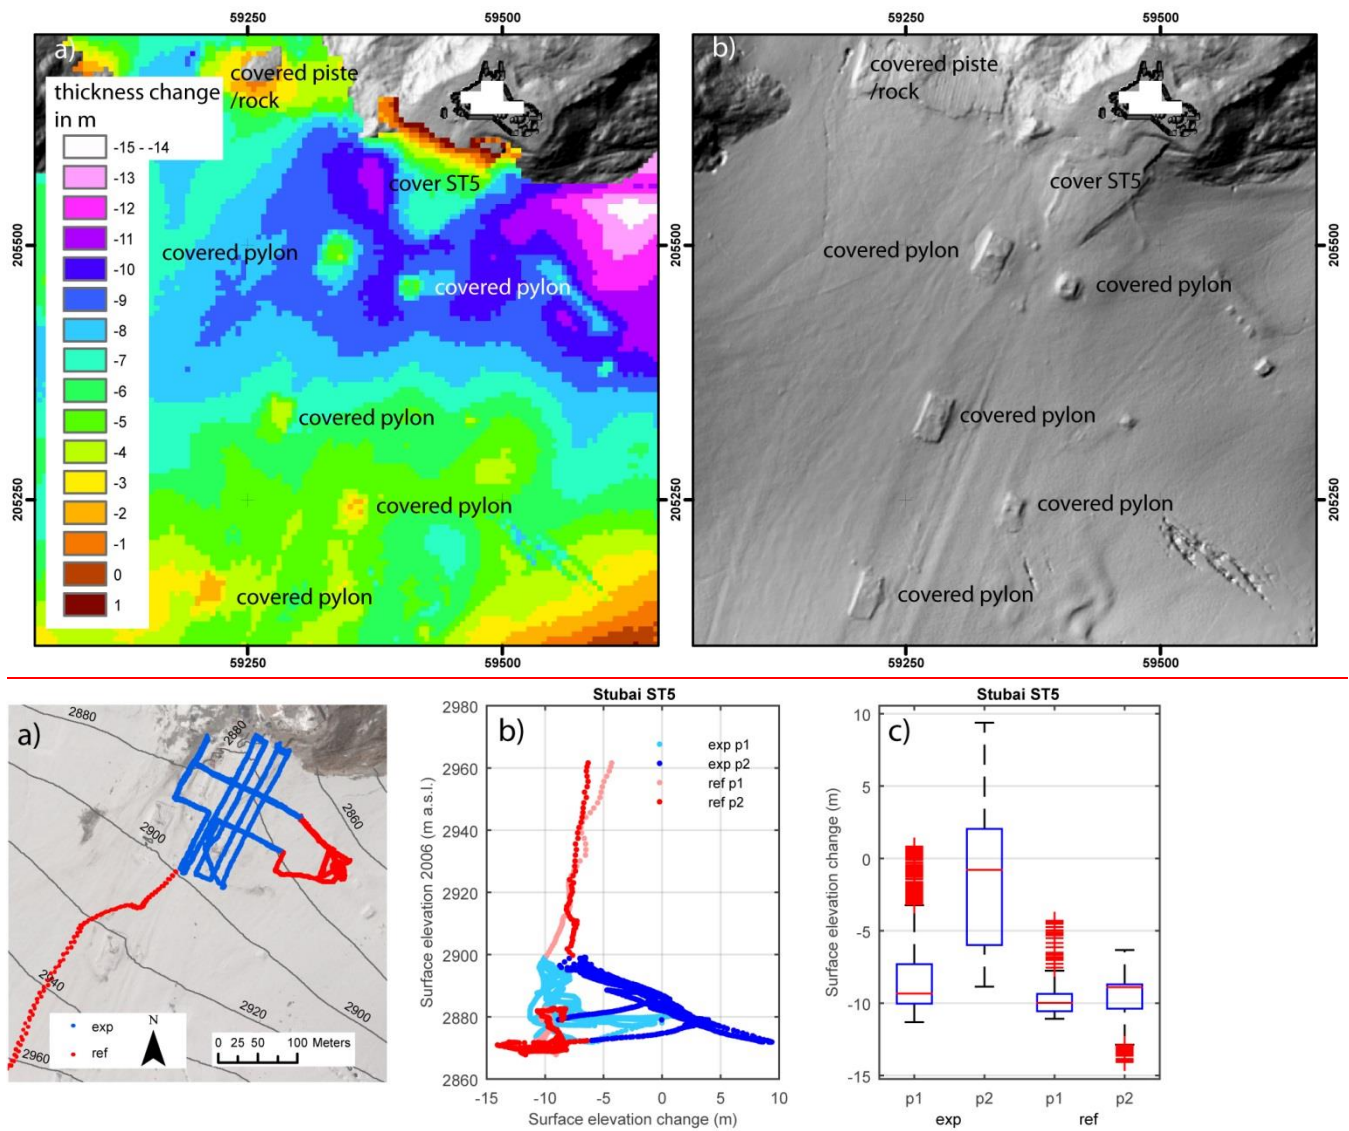 59250
59500
59250
59500
a)
covered piste
/rock
b)
covered piste
/rock
thickness change
in m
-15 - -14
-13
-12
-11
-10
-9
-8
-7
-6
-5
-4
-3
-2
-1
0
1
cover ST5
cover ST5
205500
covered pylon
covered pylon
205500
covered pylon
covered pylon
covered pylon
covered pylon
205250
covered pylon
covered pylon
205250
covered pylon
covered pylon
59250
59500
59250
59500
a)
2880
2880
2860
2900
2940
2920
2900
2960
exp
ref
N
0 25 50 100 Meters
Stubai ST5
b)
exp p1
exp p2
ref p1
ref p2
Surface elevation 2006 (m a.s.l.)
2980
2960
2940
2920
2900
2880
2860
-15
-10
-5
0
5
10
Surface elevation change (m)
Stubai ST5
c)
Surface elevation change (m)
10
5
0
-5
-10
-15
p1
p2
p1
p2
exp
ref